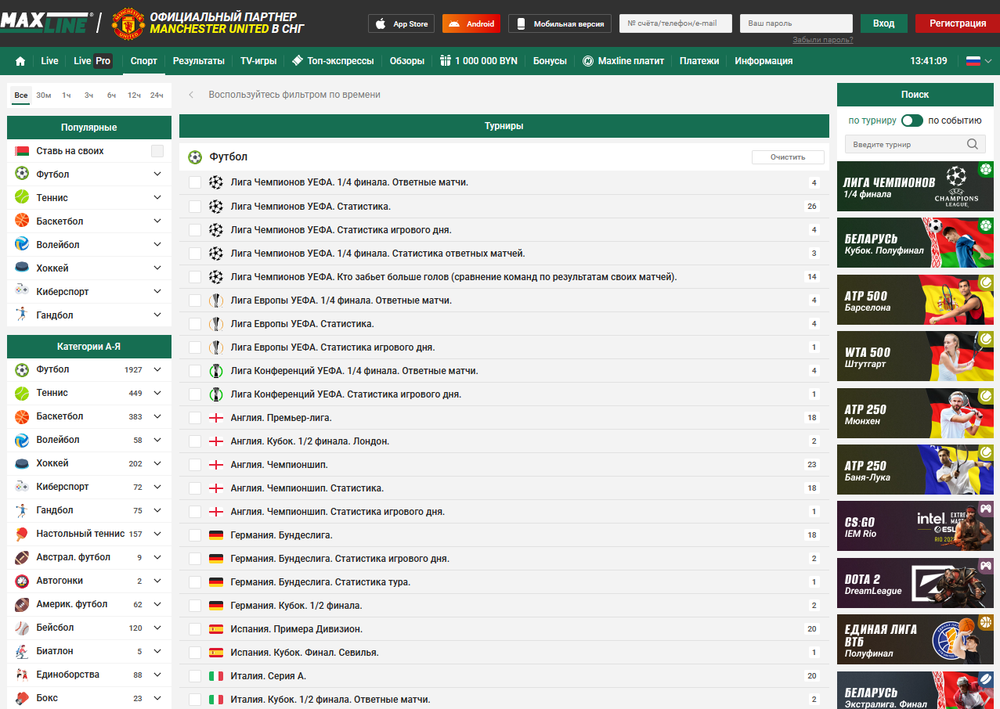 MAXLINE
ОФИЦИАЛЬНЫЙ ПАРТНЕР
MANCHESTER UNITED В СНГ
App Store
Android
Мобильная версия
№ счёта/телефон/e-mail
Ваш пароль
Вход
Регистрация
Забыли пароль?
Live
Live Pro
Спорт
Результаты
TV-игры
Топ-экспрессы
Обзоры
1 000 000 BYN
Бонусы
Maxline платит
Платежи
Информация
13:41:09
Все 30м 1ч 3ч 6ч 12ч 24ч
Популярные
Ставь на своих
Футбол
Теннис
Баскетбол
Волейбол
Хоккей
Киберспорт
Гандбол
Категории А-Я
Футбол 1927
Теннис 449
Баскетбол 383
Волейбол 58
Хоккей 202
Киберспорт 72
Гандбол 75
Настольный теннис 157
Австрал. футбол 9
Автогонки 2
Америк. футбол 62
Бейсбол 120
Биатлон 5
Единоборства 88
Бокс 23
Воспользуйтесь фильтром по времени
Турниры
Футбол
Очистить
Лига Чемпионов УЕФА. 1/4 финала. Ответные матчи. 4
Лига Чемпионов УЕФА. Статистика. 26
Лига Чемпионов УЕФА. Статистика игрового дня. 4
Лига Чемпионов УЕФА. 1/4 финала. Статистика ответных матчей. 3
Лига Чемпионов УЕФА. Кто забьет больше голов (сравнение команд по результатам своих матчей). 14
Лига Европы УЕФА. 1/4 финала. Ответные матчи. 4
Лига Европы УЕФА. Статистика. 4
Лига Европы УЕФА. Статистика игрового дня. 1
Лига Конференций УЕФА. 1/4 финала. Ответные матчи. 4
Лига Конференций УЕФА. Статистика игрового дня. 1
Англия. Премьер-лига. 18
Англия. Кубок. 1/2 финала. Лондон. 2
Англия. Чемпионшип. 23
Англия. Чемпионшип. Статистика. 18
Англия. Чемпионшип. Статистика игрового дня. 1
Германия. Бундеслига. 18
Германия. Бундеслига. Статистика игрового дня. 2
Германия. Бундеслига. Статистика тура. 1
Германия. Кубок. 1/2 финала. 2
Испания. Примера Дивизион. 20
Испания. Кубок. Финал. Севилья. 1
Италия. Серия А. 20
Италия. Кубок. 1/2 финала. Ответные матчи. 2
Поиск
по турниру по событию
Введите турнир
ЛИГА ЧЕМПИОНОВ
1/4 финала
UEFA
CHAMPIONS
LEAGUE
БЕЛАРУСЬ
Кубок. Полуфинал
ATP 500
Барселона
WTA 500
Штутгарт
ATP 250
Мюнхен
ATP 250
Баня-Лука
CS:GO
IEM Rio
intel.
DOTA 2
DreamLeague
ЕДИНАЯ ЛИГА
ВТБ
Полуфинал
БЕЛАРУСЬ
Экстралига. Финал